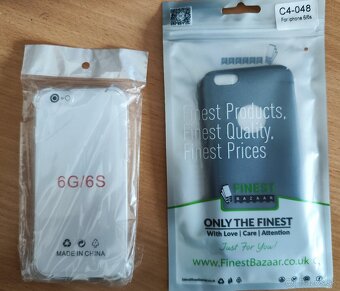 6G/6S
MADE IN CHINA
C4-048
For iphone 6/6s
Finest Products,
Finest Quality,
Finest Prices
FINEST
BAZAAR
ONLY THE FINEST
With Love | Care | Attention
Just For You!
www.FinestBazaar.co.uk